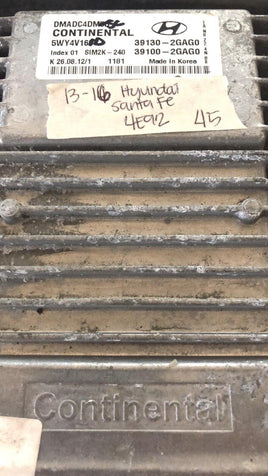 DMADC4DM
CONTINENTAL HYUNDAI
5WY4V16 39130-2GAG0
Index 01 SIM2K-240 39100-2GAG0
K 26.08.12/1 1181 Made In Korea
13-16 Hyundai
Santa Fe
4E92 45
Continental